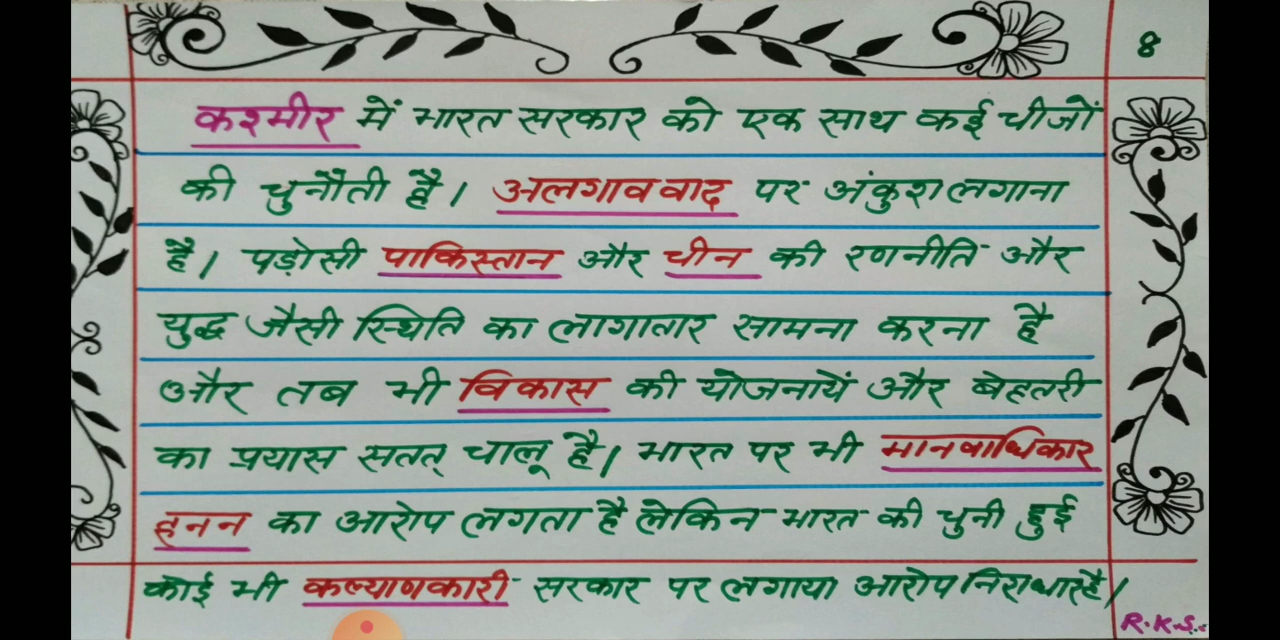 8
कश्मीर में भारत सरकार को एक साथ कई चीजों
की चुनौती है। अलगाववाद पर अंकुश लगाना
है। पड़ोसी पाकिस्तान और चीन की रणनीति और
युद्ध जैसी स्थिति का लागातार सामना करना है
और तब भी विकास की योजनायें और बेहतरी
का प्रयास सतत् चालू है। भारत पर भी मानवाधिकार
हनन का आरोप लगता है लेकिन भारत की चुनी हुई
कोई भी कल्याणकारी सरकार पर लगाया आरोप निराधार है।
R.K.S.